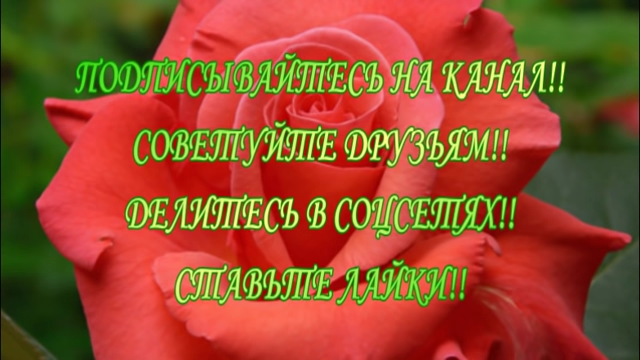 ПОДПИСЫВАЙТЕСЬ НА КАНАЛ!!
СОВЕТУЙТЕ ДРУЗЬЯМ!!
ДЕЛИТЕСЬ В СОЦСЕТЯХ!!
СТАВЬТЕ ЛАЙКИ!!